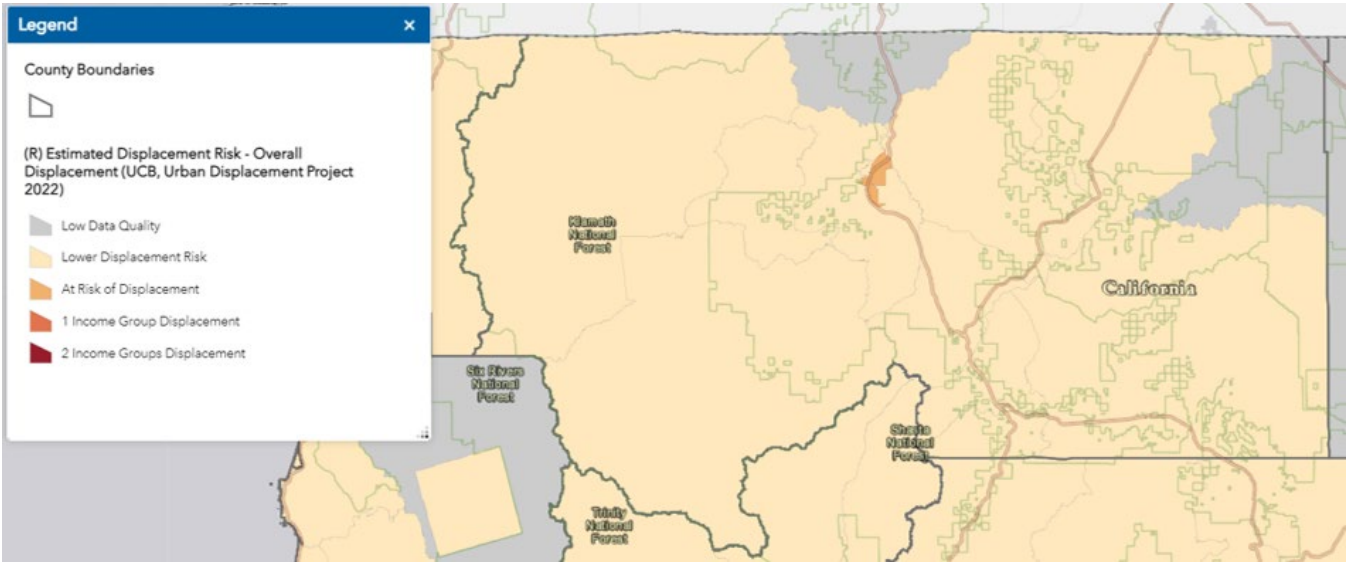 Legend
County Boundaries
(R) Estimated Displacement Risk - Overall
Displacement (UCB, Urban Displacement Project
2022)
Low Data Quality
Lower Displacement Risk
At Risk of Displacement
1 Income Group Displacement
2 Income Groups Displacement
Klamath
National
Forest
California
Six Rivers
National
Forest
Shasta
National
Forest
Trinity
National
Forest